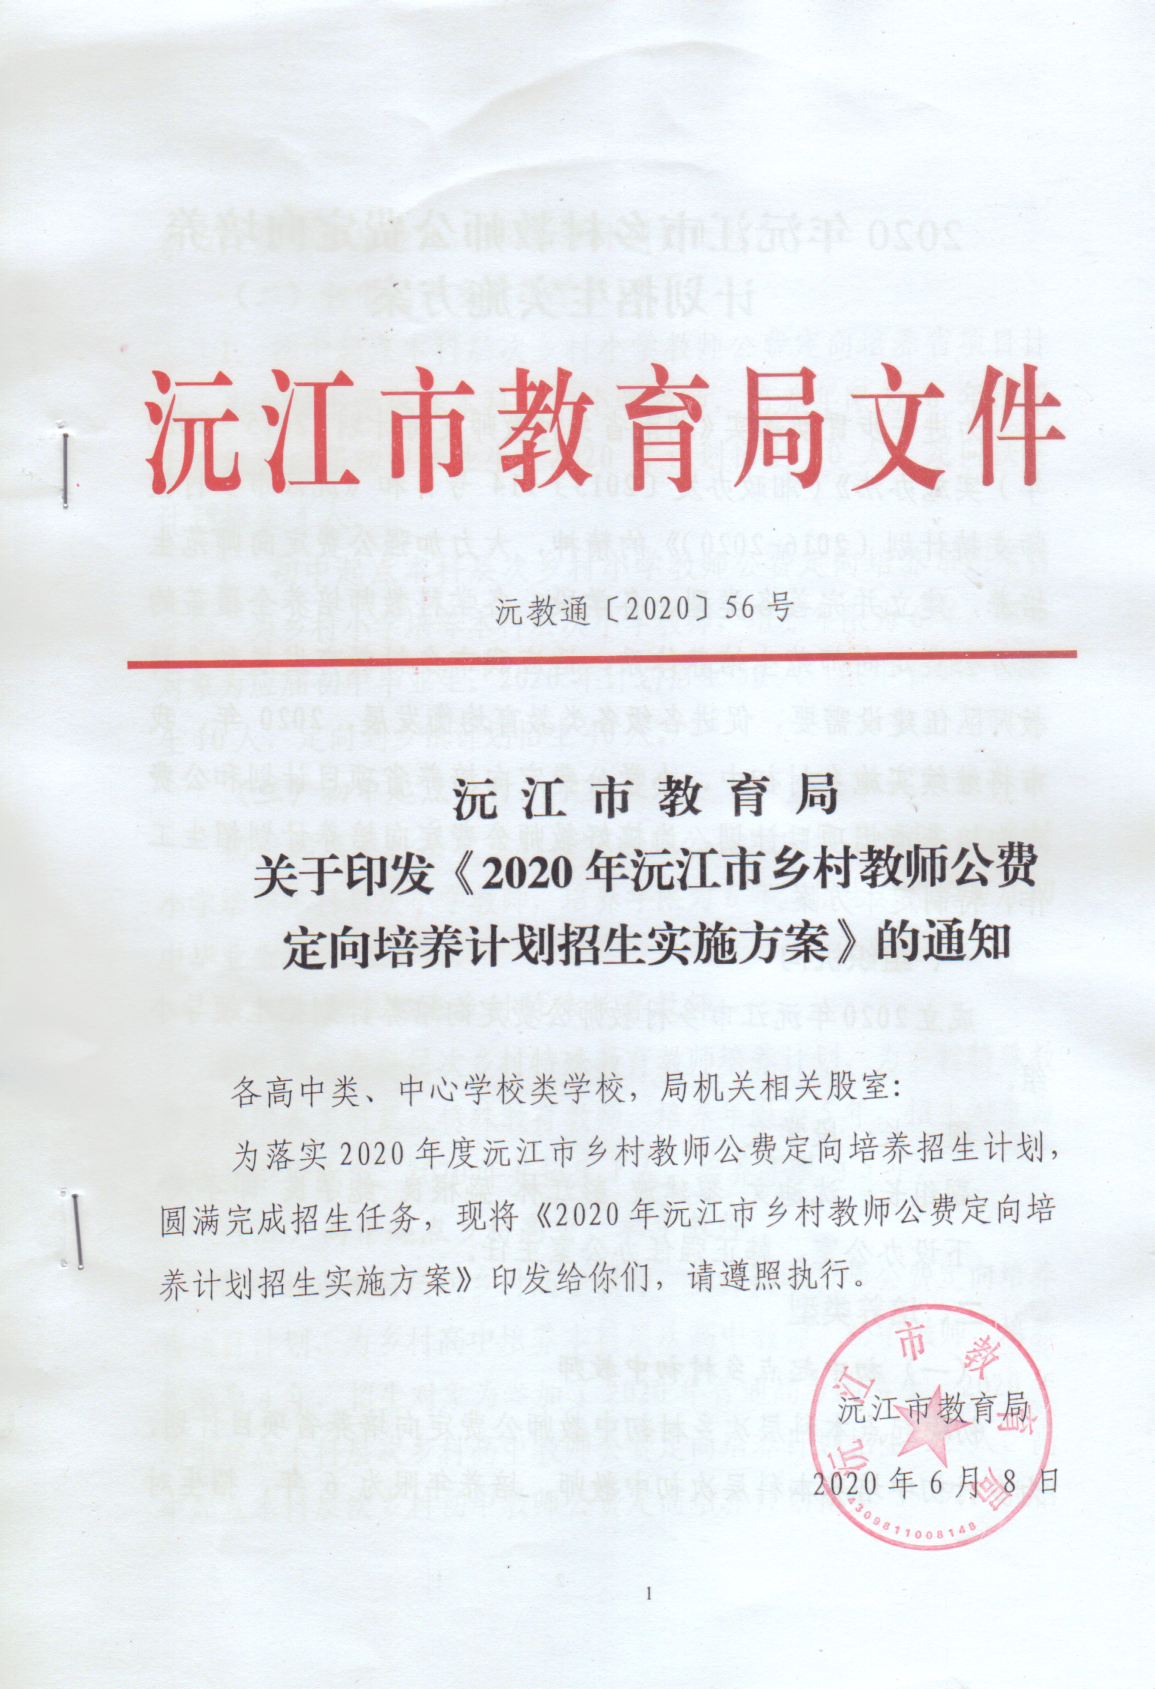 沅江市教育局文件
沅教通〔2020〕56号
沅江市教育局
关于印发《2020年沅江市乡村教师公费
定向培养计划招生实施方案》的通知
各高中类、中心学校类学校，局机关相关股室：
为落实2020年度沅江市乡村教师公费定向培养招生计划，
圆满完成招生任务，现将《2020年沅江市乡村教师公费定向培
养计划招生实施方案》印发给你们，请遵照执行。
沅江市教育局
沅江市教育局
2020年6月8日
4309811008148
1